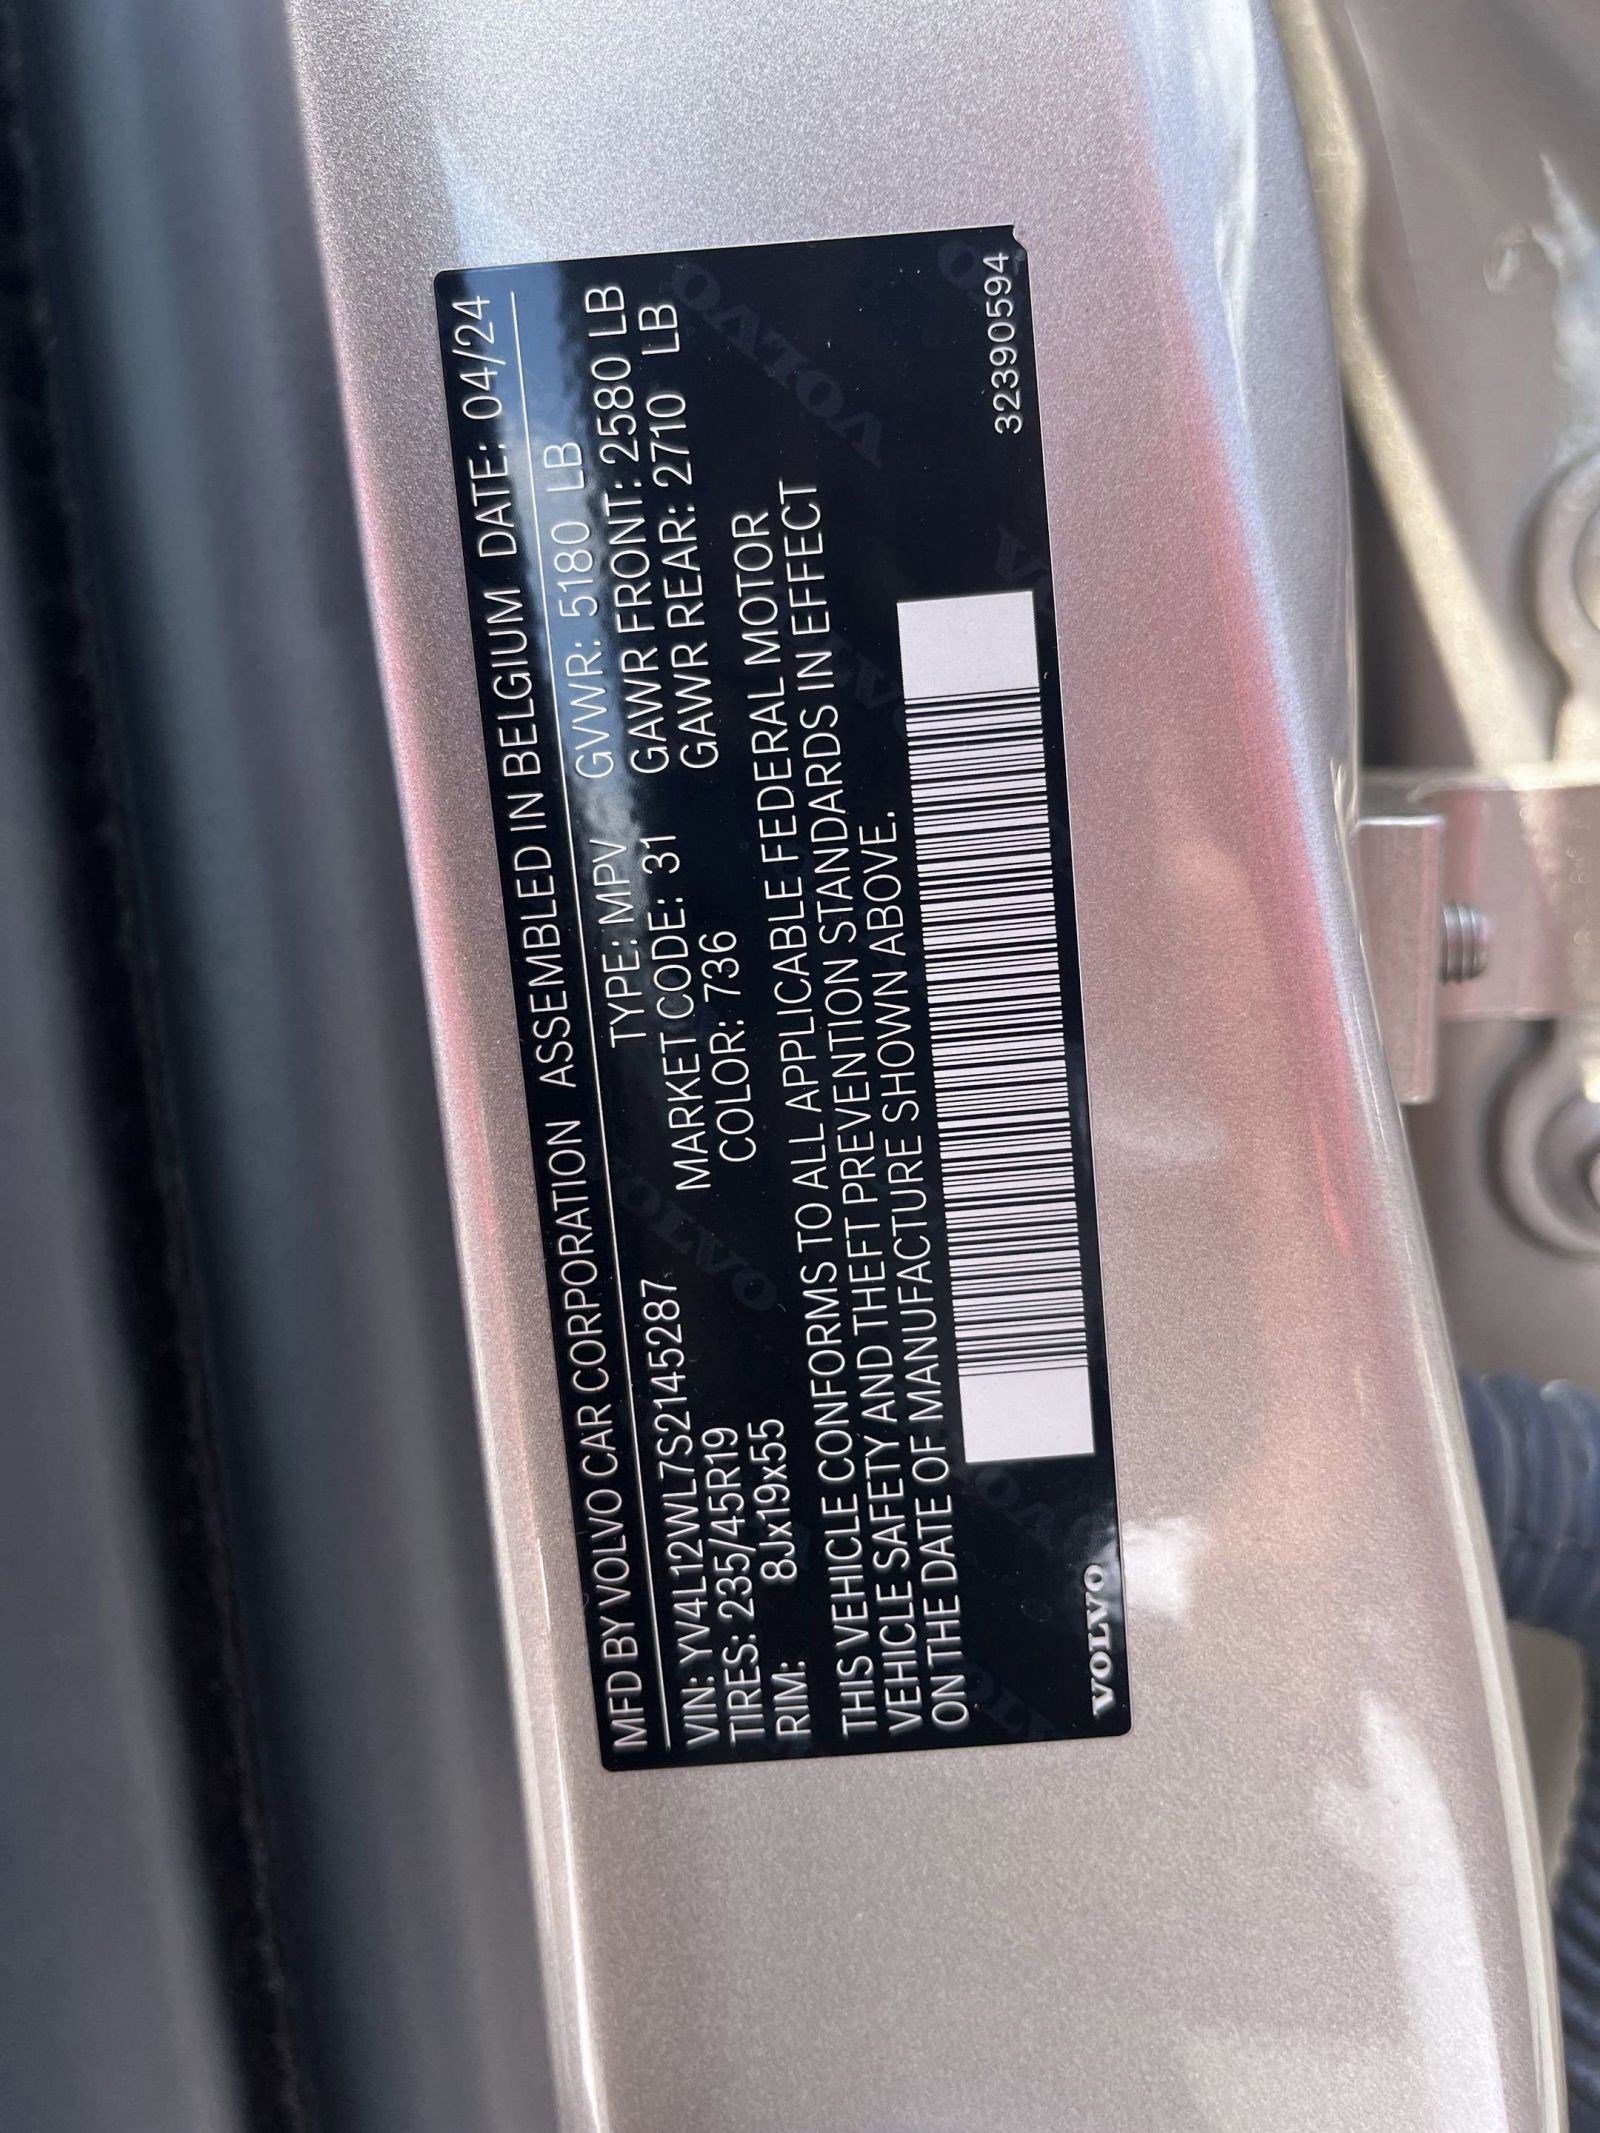 MFD BY VOLVO CAR CORPORATION ASSEMBLED IN BELGIUM DATE: 04/24
VIN: YV4L12WL7S2145287 TYPE: MPV GVWR: 5180 LB
TIRES: 235/45R19 MARKET CODE: 31 GAWR FRONT: 2580 LB
RIM: 8Jx19x55 COLOR: 736 GAWR REAR: 2710 LB
THIS VEHICLE CONFORMS TO ALL APPLICABLE FEDERAL MOTOR
VEHICLE SAFETY AND THEFT PREVENTION STANDARDS IN EFFECT
ON THE DATE OF MANUFACTURE SHOWN ABOVE.
VOLVO 32390594